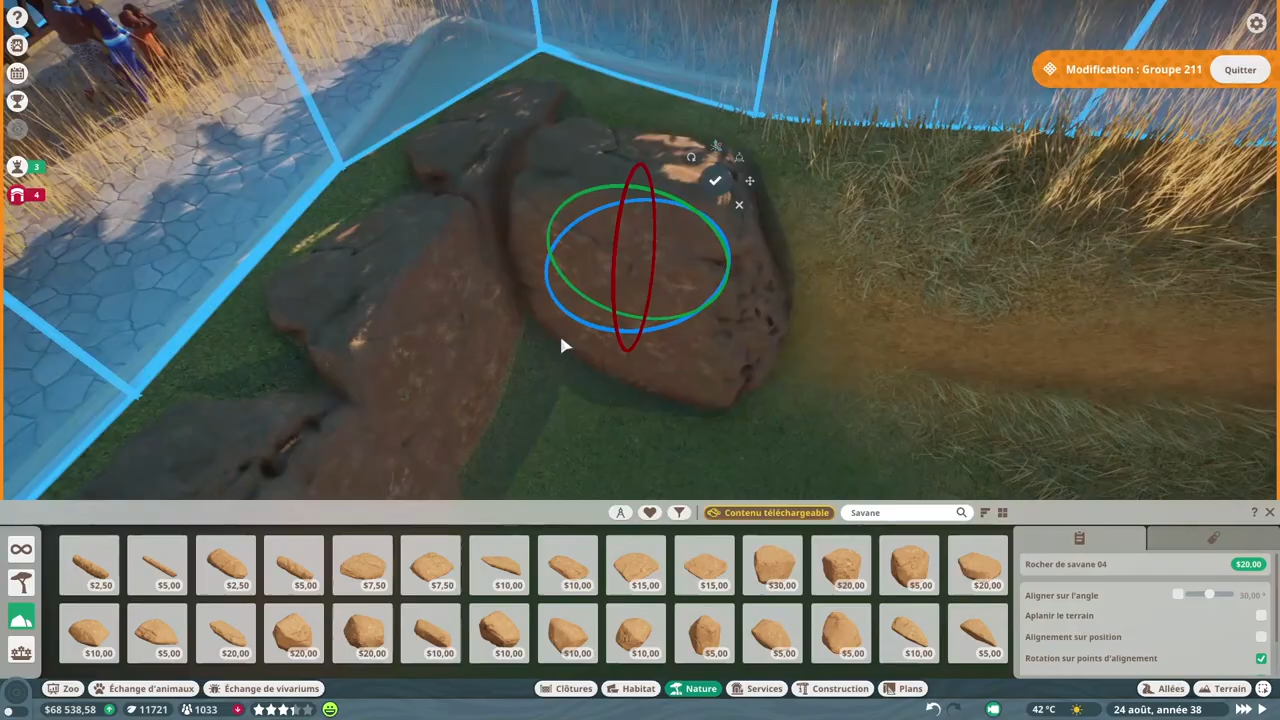 ?
Modification : Groupe 211
Quitter
3
4
Contenu téléchargeable
Savane
? ×
$2,50 $5,00 $2,50 $5,00 $7,50 $7,50 $10,00 $10,00 $15,00 $15,00 $30,00 $20,00 $5,00 $20,00
$10,00 $5,00 $20,00 $20,00 $20,00 $10,00 $10,00 $10,00 $10,00 $5,00 $5,00 $5,00 $10,00 $5,00
Rocher de savane 04 $20,00
Aligner sur l'angle 30,00 °
Aplanir le terrain
Alignement sur position
Rotation sur points d'alignement
Zoo Échange d'animaux Échange de vivariums Clôtures Habitat Nature Services Construction Plans Allées Terrain
$68 538,58 11721 1033 42 °C 24 août, année 38